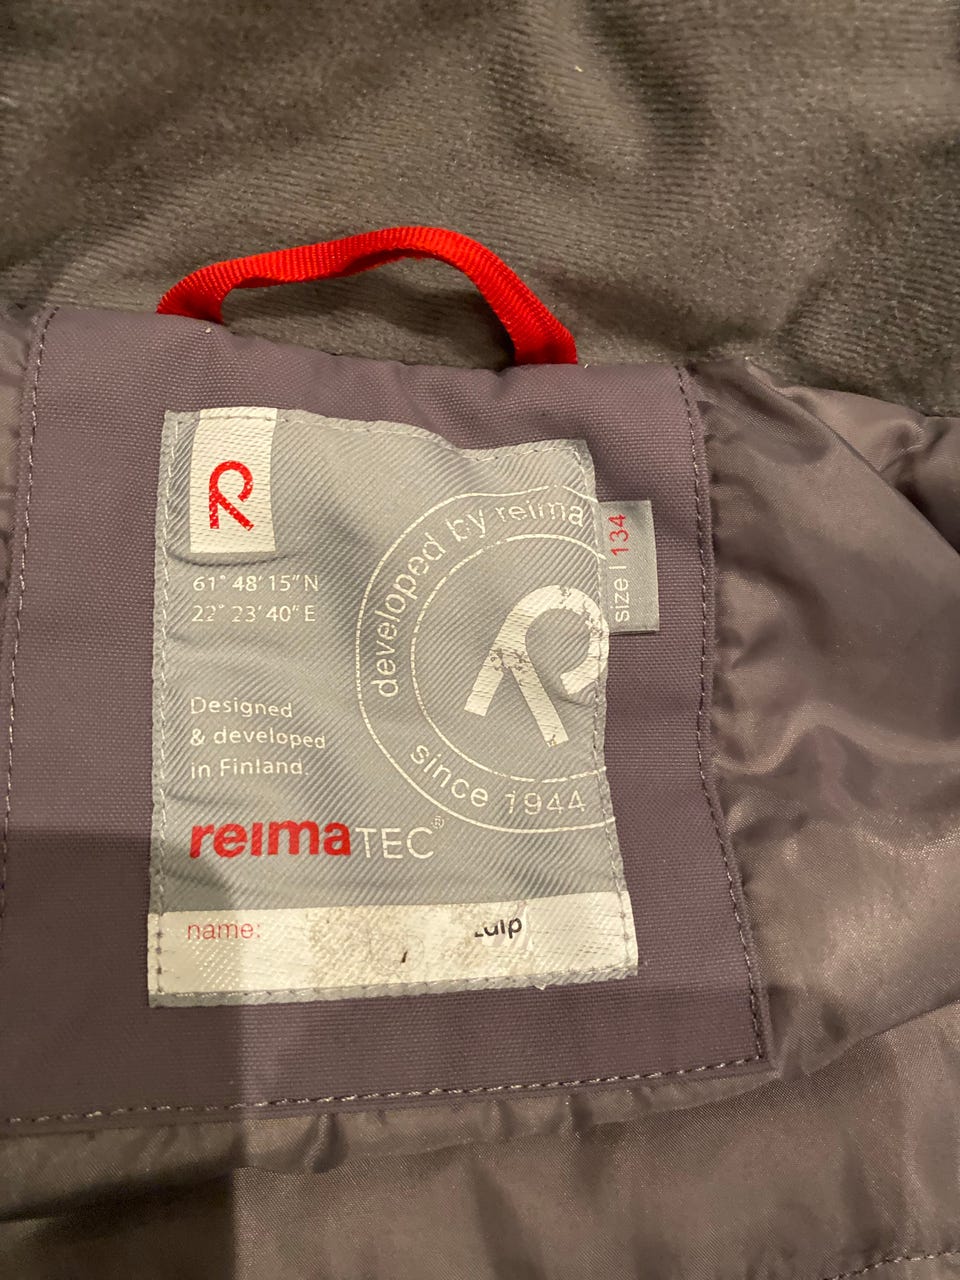 61° 48' 15" N
22° 23' 40" E
developed by reima
since 1944
size | 134
Designed
& developed
in Finland.
reimaTEC®
name: